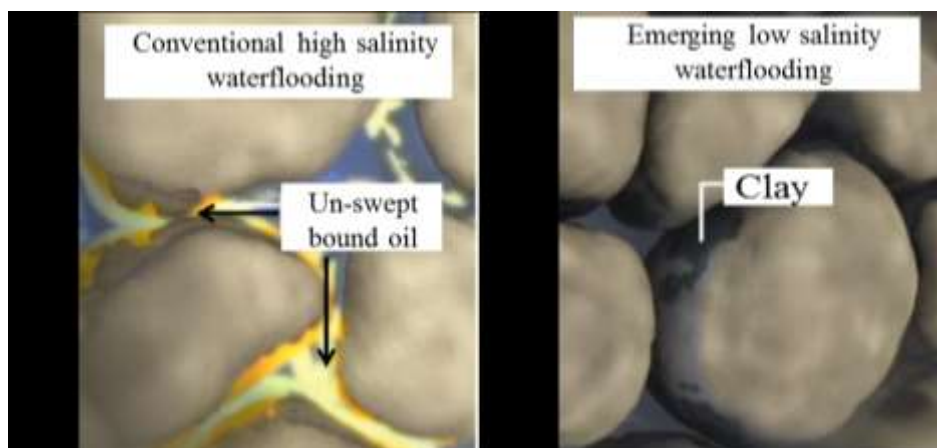 Conventional high salinity
waterflooding
Un-swept
bound oil
Emerging low salinity
waterflooding
Clay